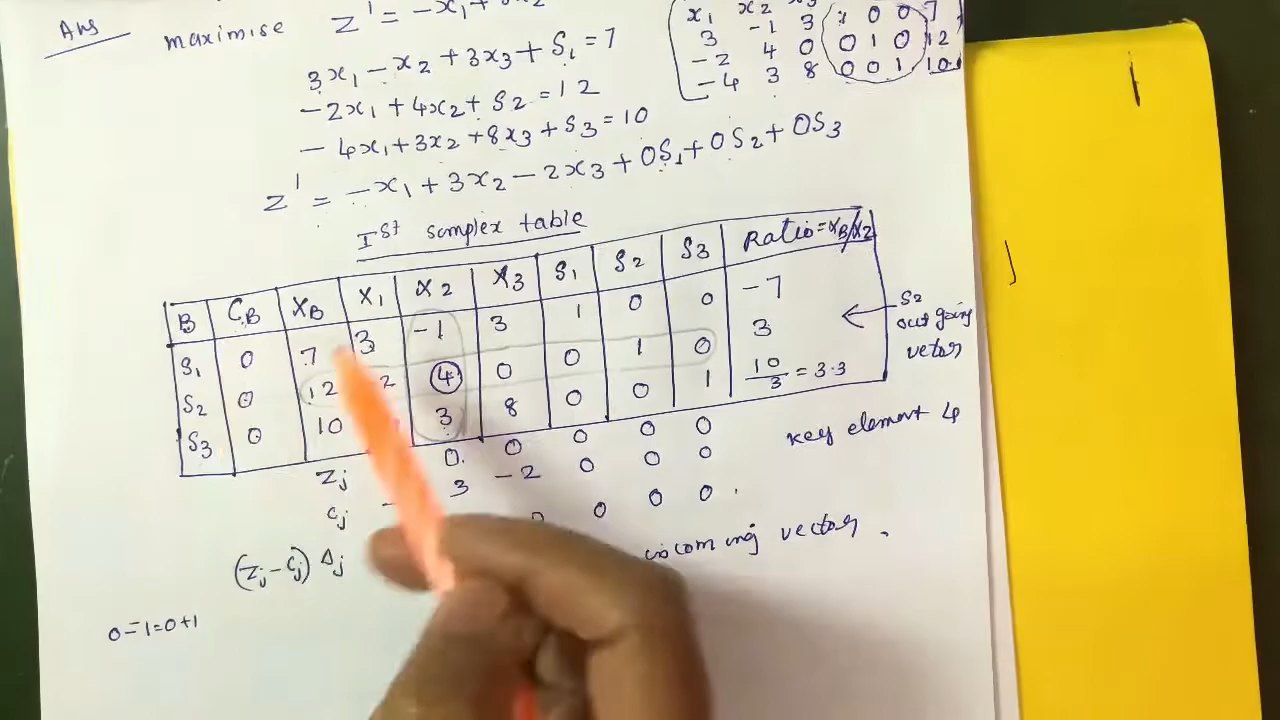 Ans maximise Z' = -x1 +
3x1 - x2 + 3x3 + S1 = 7
-2x1 + 4x2 + S2 = 12
- 4x1 + 3x2 + 8x3 + S3 = 10
Z' = -x1 + 3x2 - 2x3 + 0S1 + 0S2 + 0S3
x1 x2
3 -1 3 1 0 0 7
-2 4 0 0 1 0 12
-4 3 8 0 0 1 10
Ist simplex table
B CB XB X1 X2 X3 S1 S2 S3 Ratio = XB/X2
S1 0 7 3 -1 3 1 0 0 -7
S2 0 12 2 4 0 0 1 0 3
S3 0 10 3 8 0 0 1 10/3 = 3.3
S2
out going
vetor
Zj 0 0 0 0 0
Cj - 3 -2 0 0 0
(Zj - Cj) Δj 0 0 0 0
key element 4
incoming vector.
0 - -1 = 0+1